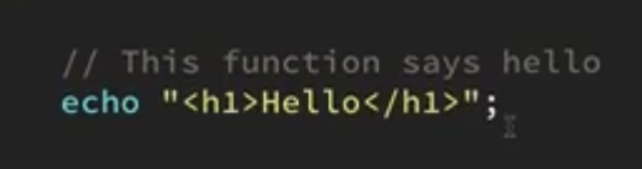 // This function says hello
echo "<h1>Hello</h1>";